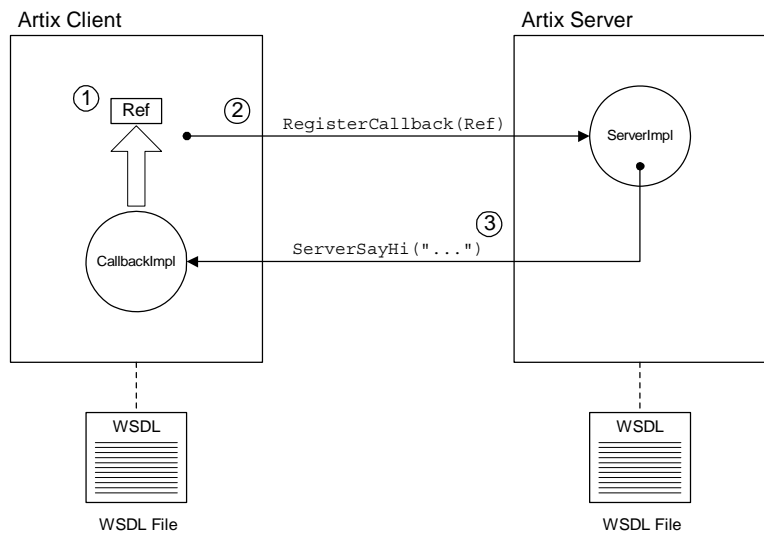 Artix Client
Artix Server
1
Ref
2
RegisterCallback(Ref)
ServerImpl
3
CallbackImpl
ServerSayHi("...")
WSDL
WSDL
WSDL File
WSDL File